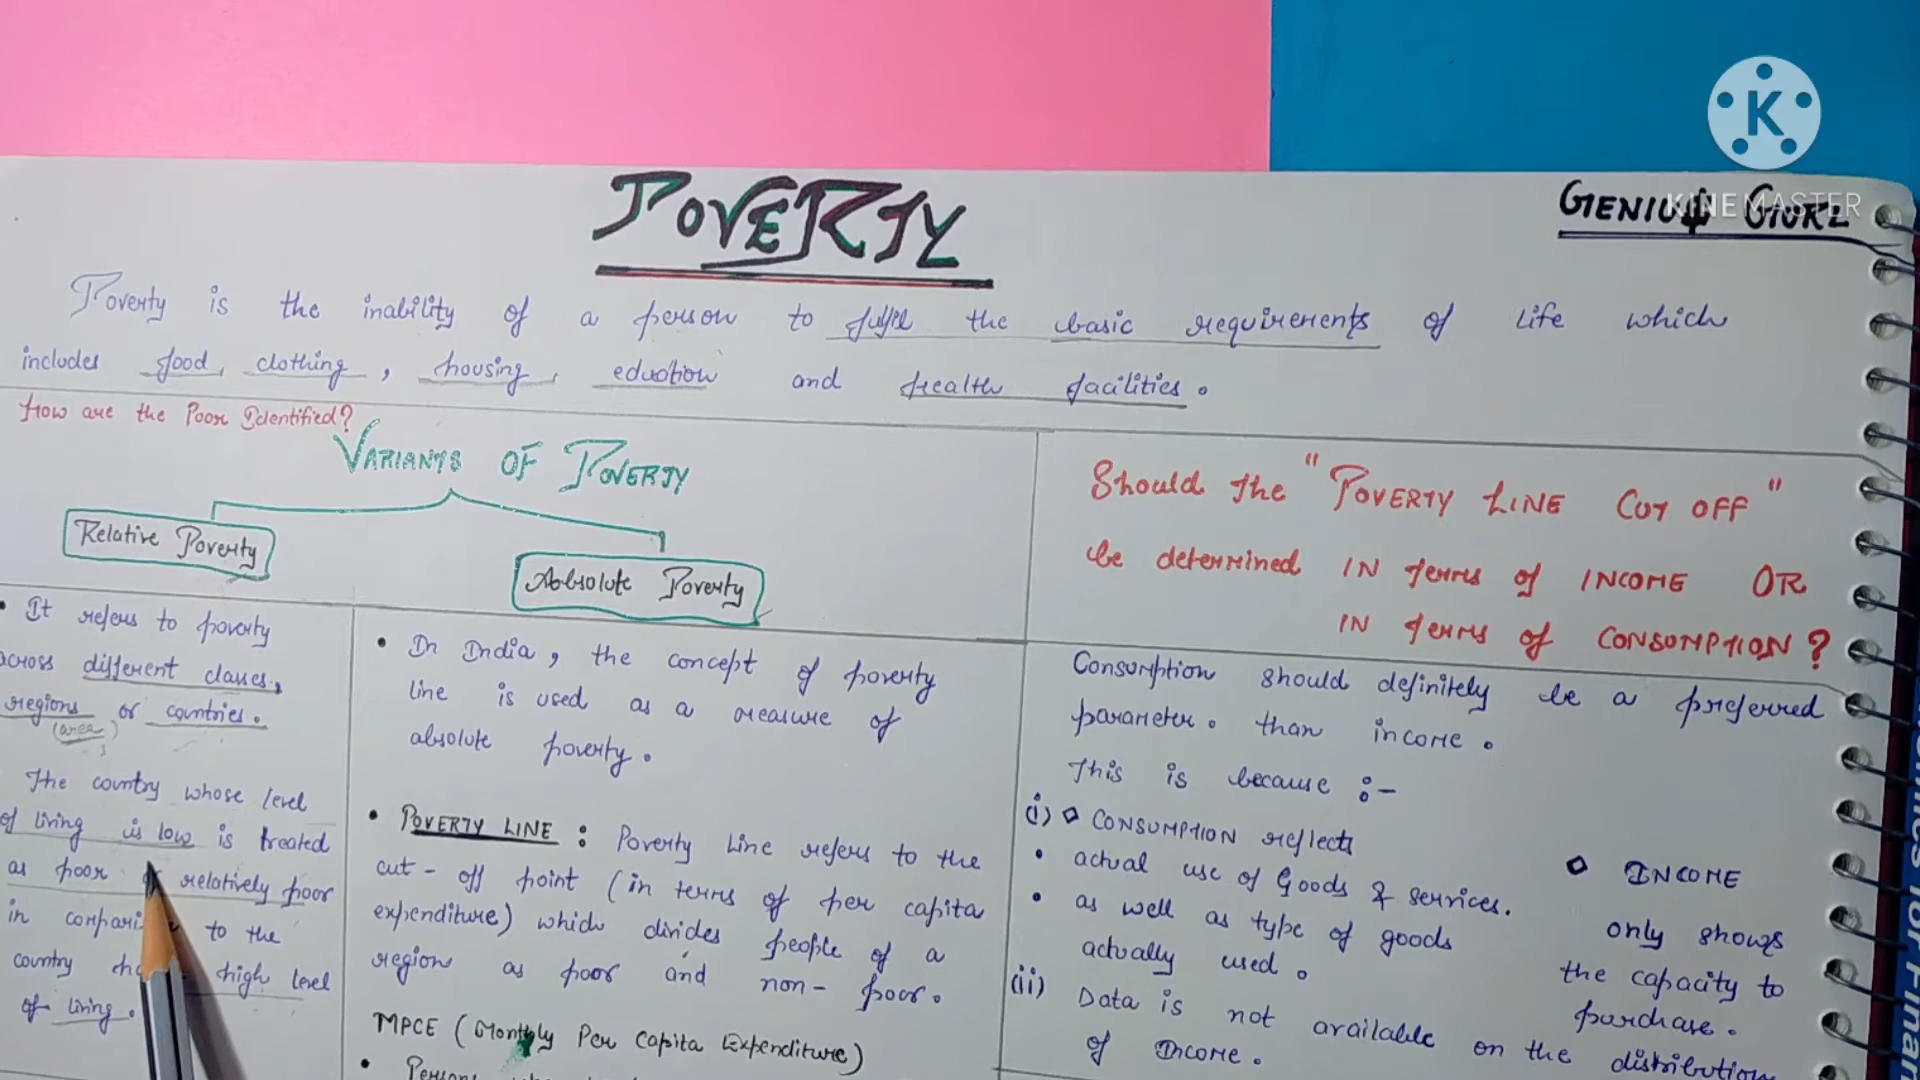 K
KINEMASTER
POVERTY
GENIUS GIURL
Poverty is the inability of a person to fulfil the basic requirements of life which
includes food, clothing, housing, eduation and health facilities.
How are the Poor Identified?
VARIANTS OF POVERTY
Relative Poverty
• It refers to poverty
across different classes,
regions or countries.
(area)
The country whose level
of living is low is treated
as poor relatively poor
in to the
country high level
of living.
Absolute Poverty
• In India, the concept of poverty
line is used as a measure of
absolute poverty.
• POVERTY LINE : Poverty Line refers to the
cut-off point (in terms of per capita
expenditure) which divides people of a
region as poor and non-poor.
MPCE (Monthly Per Capita Expenditure)
•
Should the "POVERTY LINE CUT OFF"
be determined IN terms of INCOME OR
IN terms of CONSUMPTION?
Consumption should definitely be a preferred
parameter. than income.
This is because :-
(i) CONSUMPTION reflects
• actual use of Goods & services.
• as well as type of goods
actually used.
INCOME
only shows
the capacity to
purchase.
(ii) Data is not available on the distribution
of Income.